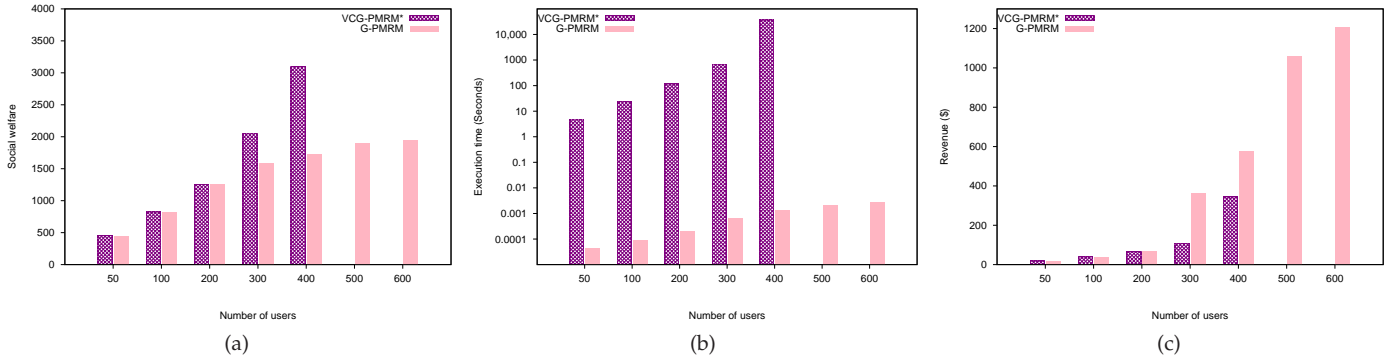 4000
3500
3000
2500
2000
1500
1000
500
0
Social welfare
VCG-PMRM*
G-PMRM
50 100 200 300 400 500 600
Number of users
(a)
10,000
1000
100
10
1
0.1
0.01
0.001
0.0001
Execution time (Seconds)
VCG-PMRM*
G-PMRM
50 100 200 300 400 500 600
Number of users
(b)
1200
1000
800
600
400
200
0
Revenue ($)
VCG-PMRM*
G-PMRM
50 100 200 300 400 500 600
Number of users
(c)